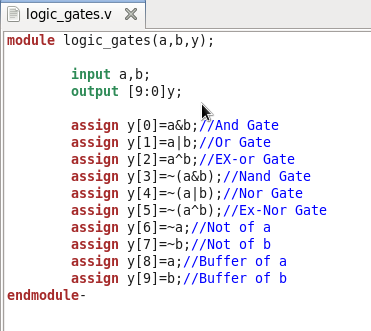 logic_gates.v
module logic_gates(a,b,y);
input a,b;
output [9:0]y;
assign y[0]=a&b;//And Gate
assign y[1]=a|b;//Or Gate
assign y[2]=a^b;//EX-or Gate
assign y[3]=~(a&b);//Nand Gate
assign y[4]=~(a|b);//Nor Gate
assign y[5]=~(a^b);//Ex-Nor Gate
assign y[6]=~a;//Not of a
assign y[7]=~b;//Not of b
assign y[8]=a;//Buffer of a
assign y[9]=b;//Buffer of b
endmodule-